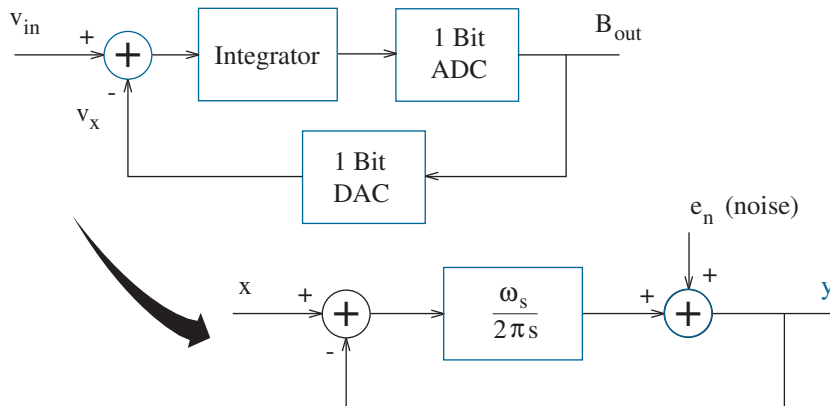 v_in
+
+
Integrator
1 Bit
ADC
B_out
-
v_x
1 Bit
DAC
e_n (noise)
x
+
+
ω_s
2πs
+
+
+
y
-